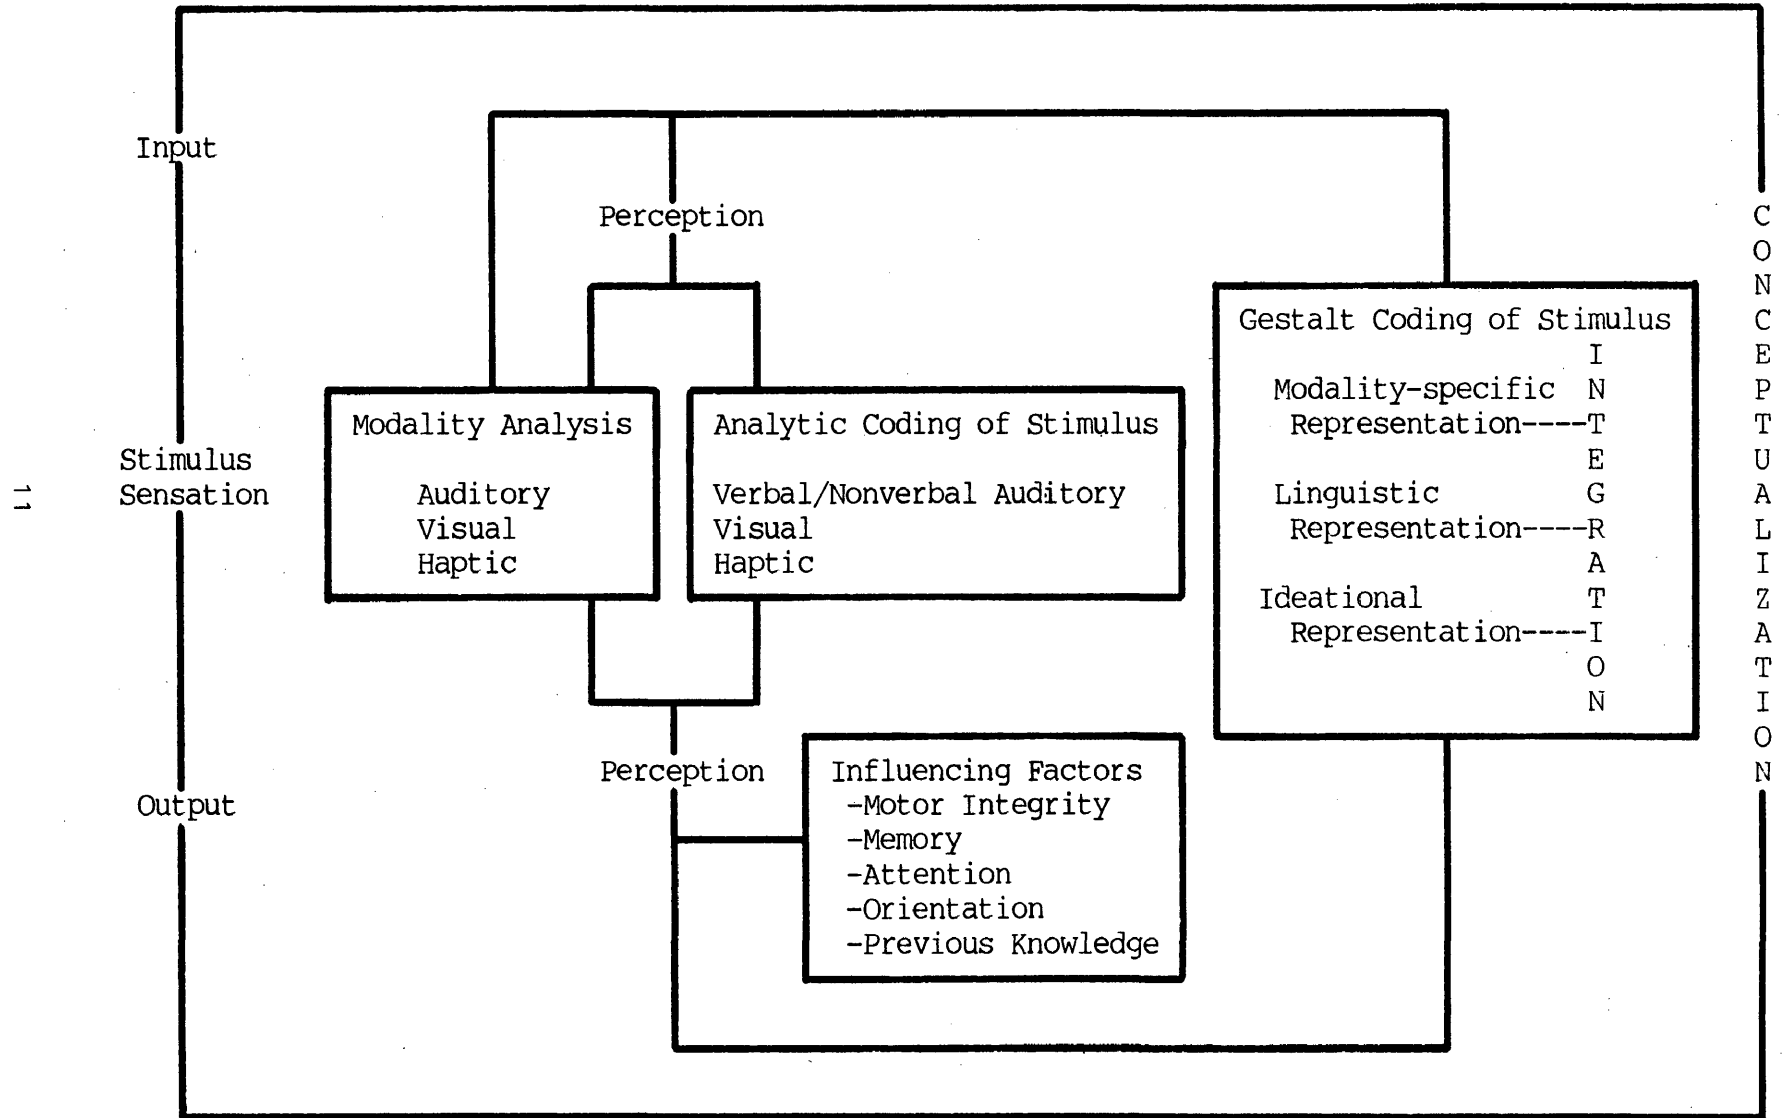 Input
Perception
Stimulus
Sensation
11
Modality Analysis
Auditory
Visual
Haptic
Analytic Coding of Stimulus
Verbal/Nonverbal Auditory
Visual
Haptic
Gestalt Coding of Stimulus
Modality-specific
Representation----
Linguistic
Representation----
Ideational
Representation----
INTEGRATION
CONCEPTUALIZATION
Perception
Output
Influencing Factors
-Motor Integrity
-Memory
-Attention
-Orientation
-Previous Knowledge